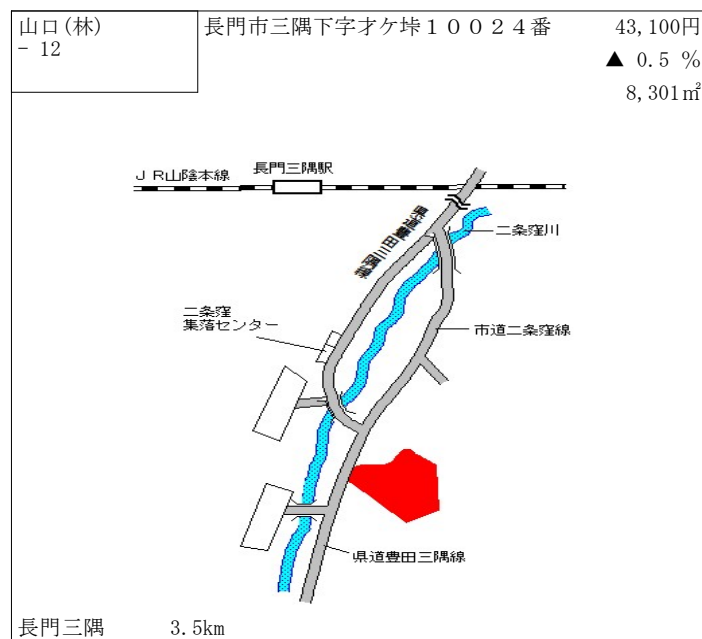 山口(林)
－ 12
長門市三隅下字才ケ垰１００２４番
43,100円
▲ 0.5 %
8,301㎡
長門三隅駅
ＪＲ山陰本線
県道豊田三隅線
二条窪川
二条窪
集落センター
市道二条窪線
県道豊田三隅線
長門三隅 3.5km